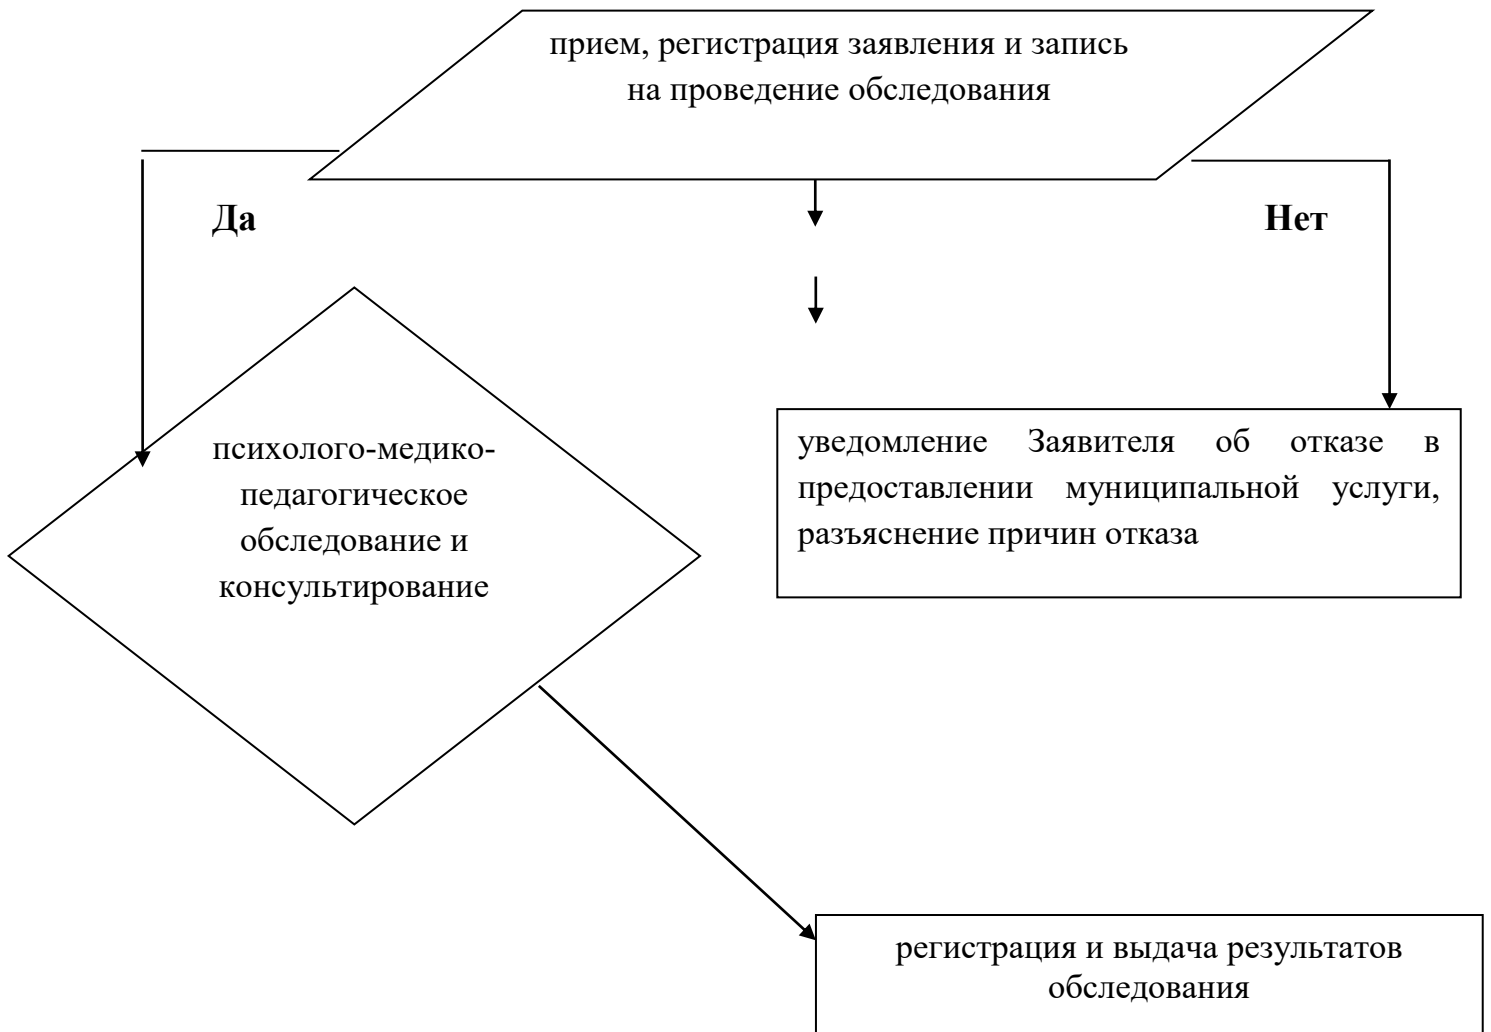 прием, регистрация заявления и запись
на проведение обследования
Да
Нет
психолого-медико-
педагогическое
обследование и
консультирование
уведомление Заявителя об отказе в
предоставлении муниципальной услуги,
разъяснение причин отказа
регистрация и выдача результатов
обследования